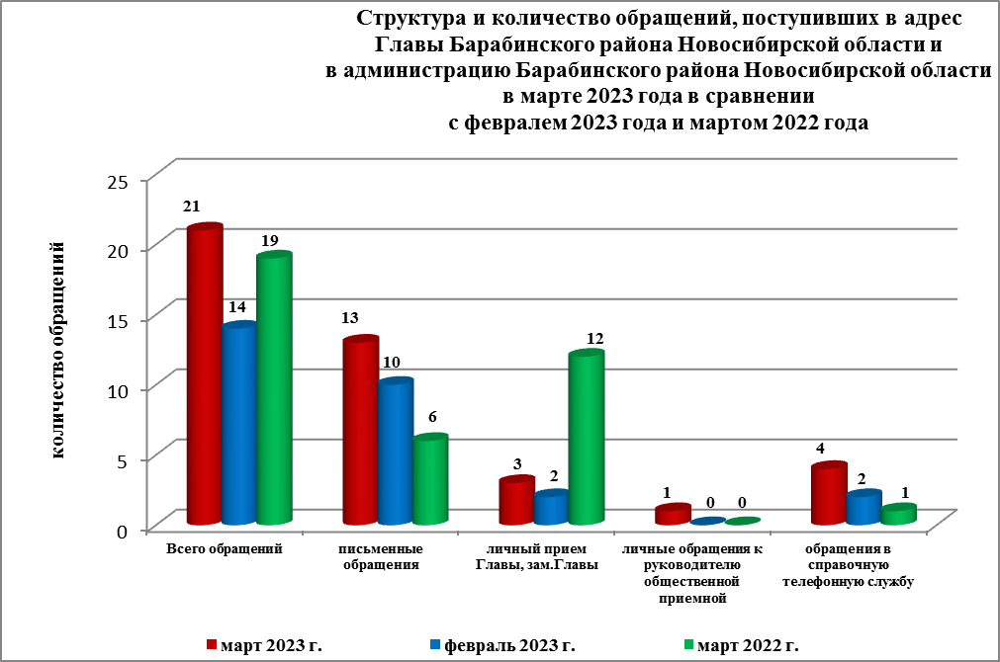 Структура и количество обращений, поступивших в адрес
Главы Барабинского района Новосибирской области и
в администрацию Барабинского района Новосибирской области
в марте 2023 года в сравнении
с февралем 2023 года и мартом 2022 года
количество обращений
25
20
15
10
5
0
21
14
19
13
10
6
3
2
12
1
0
0
4
2
1
Всего обращений
письменные
обращения
личный прием
Главы, зам.Главы
личные обращения к
руководителю
общественной
приемной
обращения в
справочную
телефонную службу
март 2023 г.
февраль 2023 г.
март 2022 г.